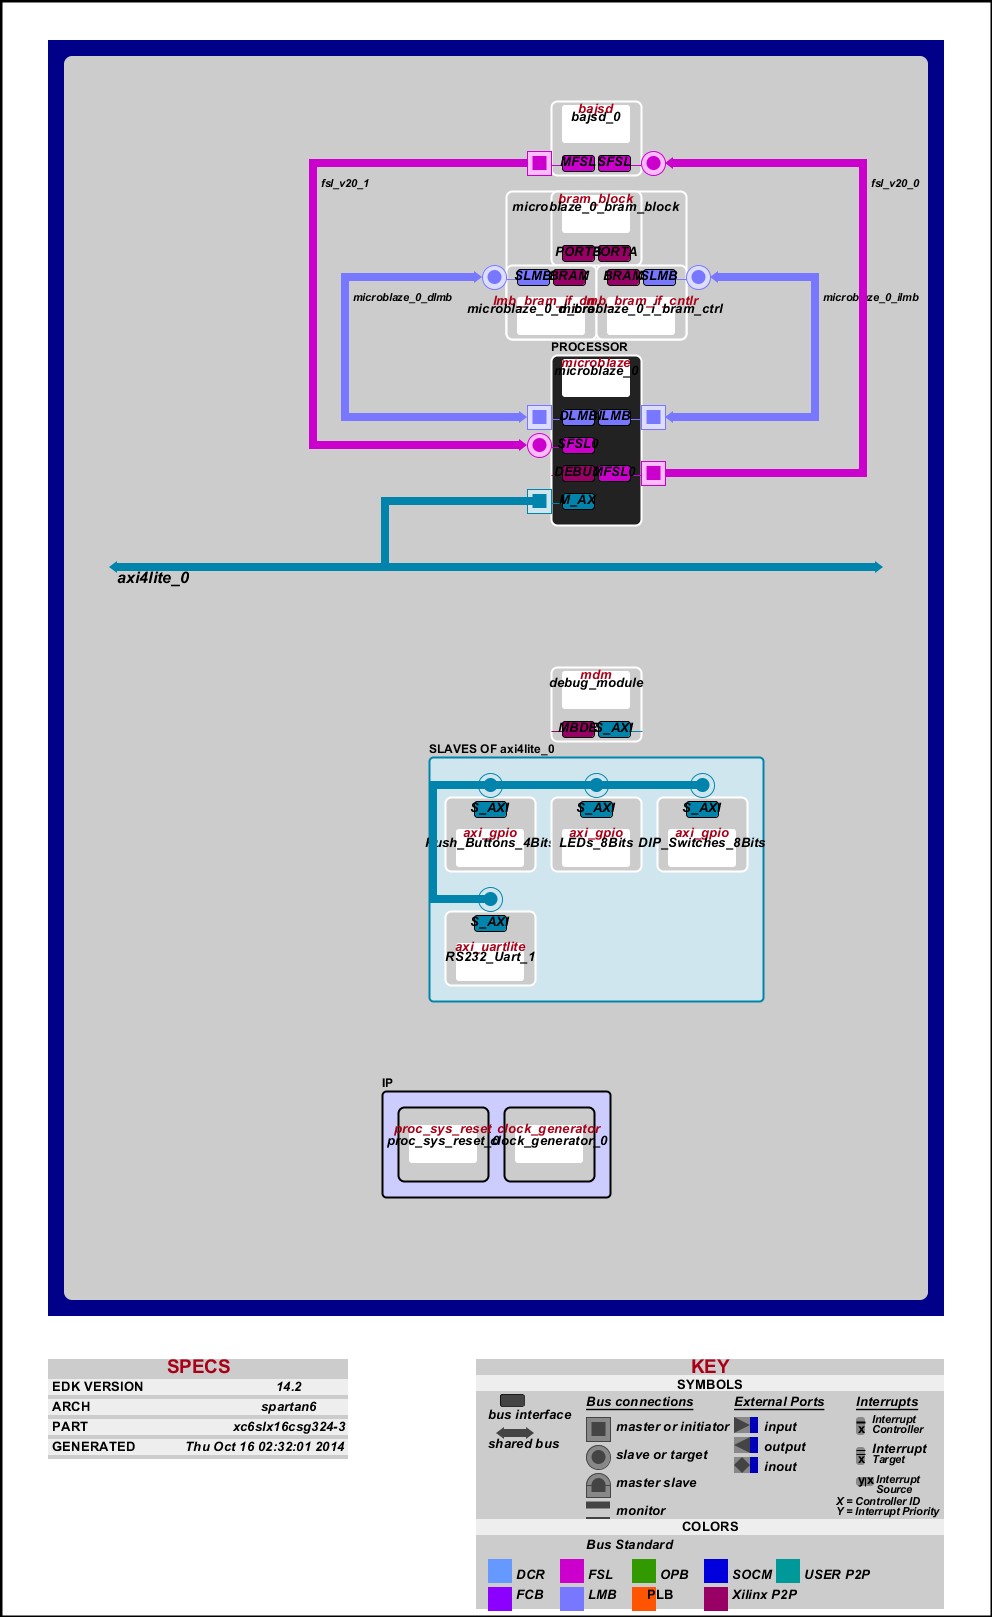 bajsd
bajsd_0
MFSL SFSL
fsl_v20_1
fsl_v20_0
bram_block
microblaze_0_bram_block
PORTB PORTA
SLMB BRAM BRAM SLMB
microblaze_0_dlmb
microblaze_0_ilmb
lmb_bram_if_cntlr
microblaze_0_i_bram_ctrl
PROCESSOR
microblaze
microblaze_0
DLMB ILMB
SFSL0
DEBUG MFSL0
M_AX
axi4lite_0
mdm
debug_module
S_AXI
SLAVES OF axi4lite_0
S_AXI S_AXI S_AXI
axi_gpio axi_gpio axi_gpio
Push_Buttons_4Bits LEDs_8Bits DIP_Switches_8Bits
S_AXI
axi_uartlite
RS232_Uart_1
IP
proc_sys_reset clock_generator
proc_sys_reset_0 clock_generator_0
SPECS
EDK VERSION 14.2
ARCH spartan6
PART xc6slx16csg324-3
GENERATED Thu Oct 16 02:32:01 2014
KEY
SYMBOLS
bus interface
shared bus
Bus connections
master or initiator
slave or target
master slave
monitor
External Ports
input
output
inout
Interrupts
Interrupt
Controller
Interrupt
Target
Interrupt
Source
X = Controller ID
Y = Interrupt Priority
COLORS
Bus Standard
DCR FSL OPB SOCM USER P2P
FCB LMB PLB Xilinx P2P